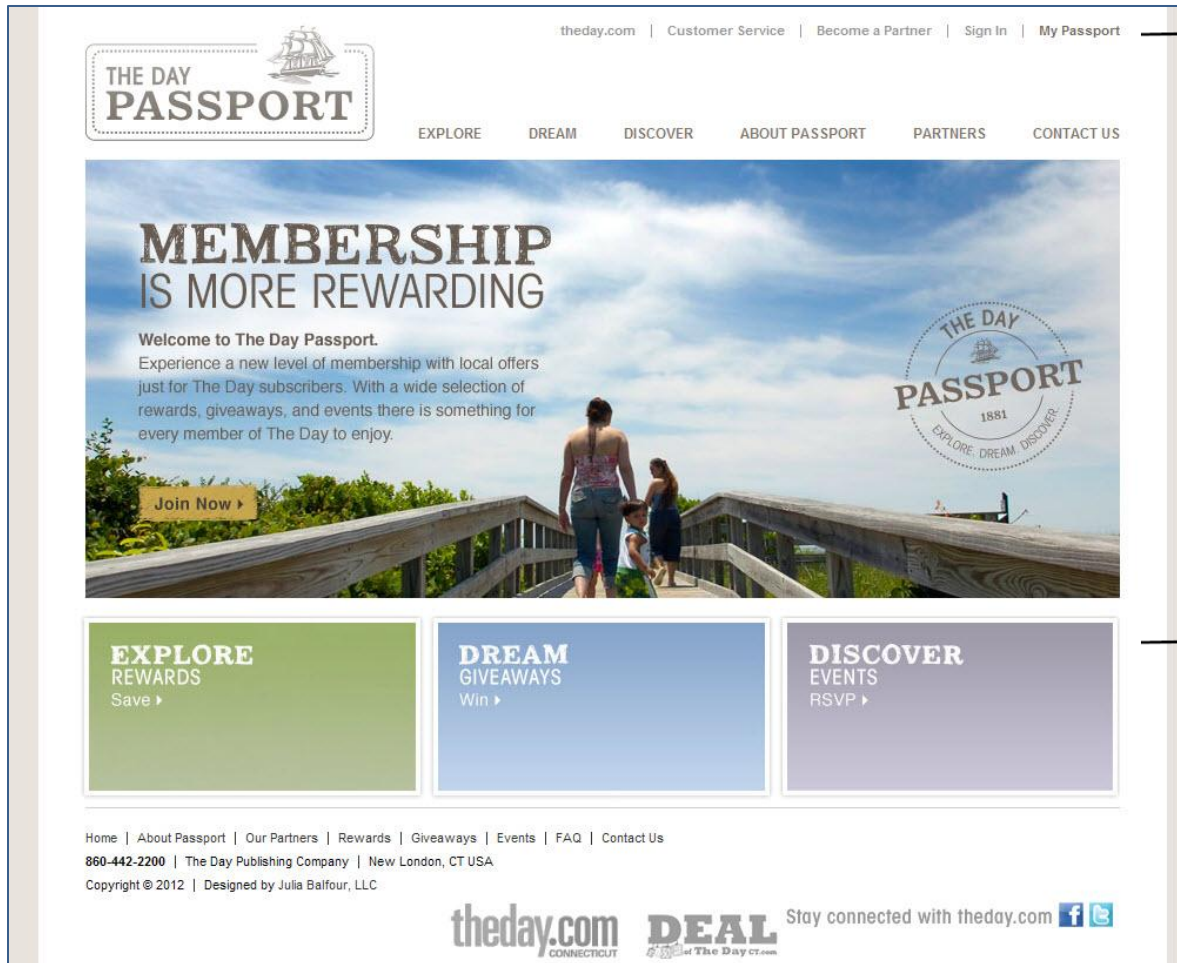 theday.com | Customer Service | Become a Partner | Sign In | My Passport
THE DAY
PASSPORT
EXPLORE DREAM DISCOVER ABOUT PASSPORT PARTNERS CONTACT US
MEMBERSHIP
IS MORE REWARDING
Welcome to The Day Passport.
Experience a new level of membership with local offers
just for The Day subscribers. With a wide selection of
rewards, giveaways, and events there is something for
every member of The Day to enjoy.
Join Now
THE DAY
PASSPORT
1881
EXPLORE. DREAM. DISCOVER.
EXPLORE
REWARDS
Save
DREAM
GIVEAWAYS
Win
DISCOVER
EVENTS
RSVP
Home | About Passport | Our Partners | Rewards | Giveaways | Events | FAQ | Contact Us
860-442-2200 | The Day Publishing Company | New London, CT USA
Copyright © 2012 | Designed by Julia Balfour, LLC
theday.com
CONNECTICUT
DEAL
of The Day CT.com
Stay connected with theday.com